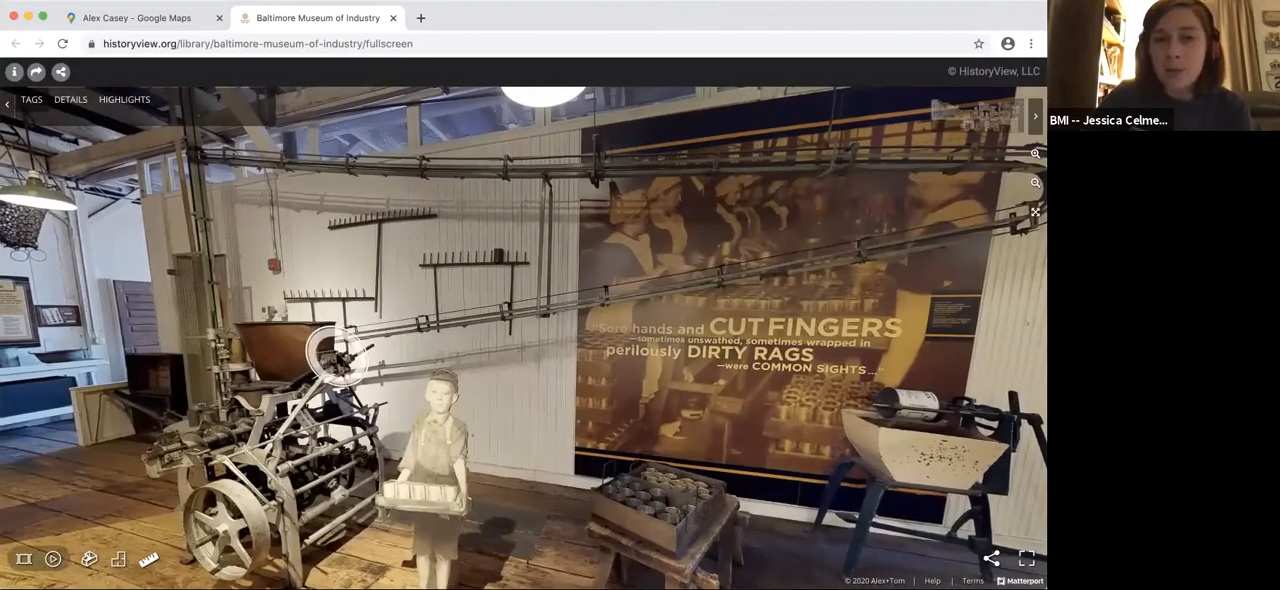 Alex Casey - Google Maps
Baltimore Museum of Industry
historyview.org/library/baltimore-museum-of-industry/fullscreen
© HistoryView, LLC
TAGS DETAILS HIGHLIGHTS
BMI -- Jessica Celme...
"Sore hands and CUT FINGERS
—sometimes unswathed, sometimes wrapped in
perilously DIRTY RAGS
—were COMMON SIGHTS..."
© 2020 Alex+Tom | Help | Terms Matterport